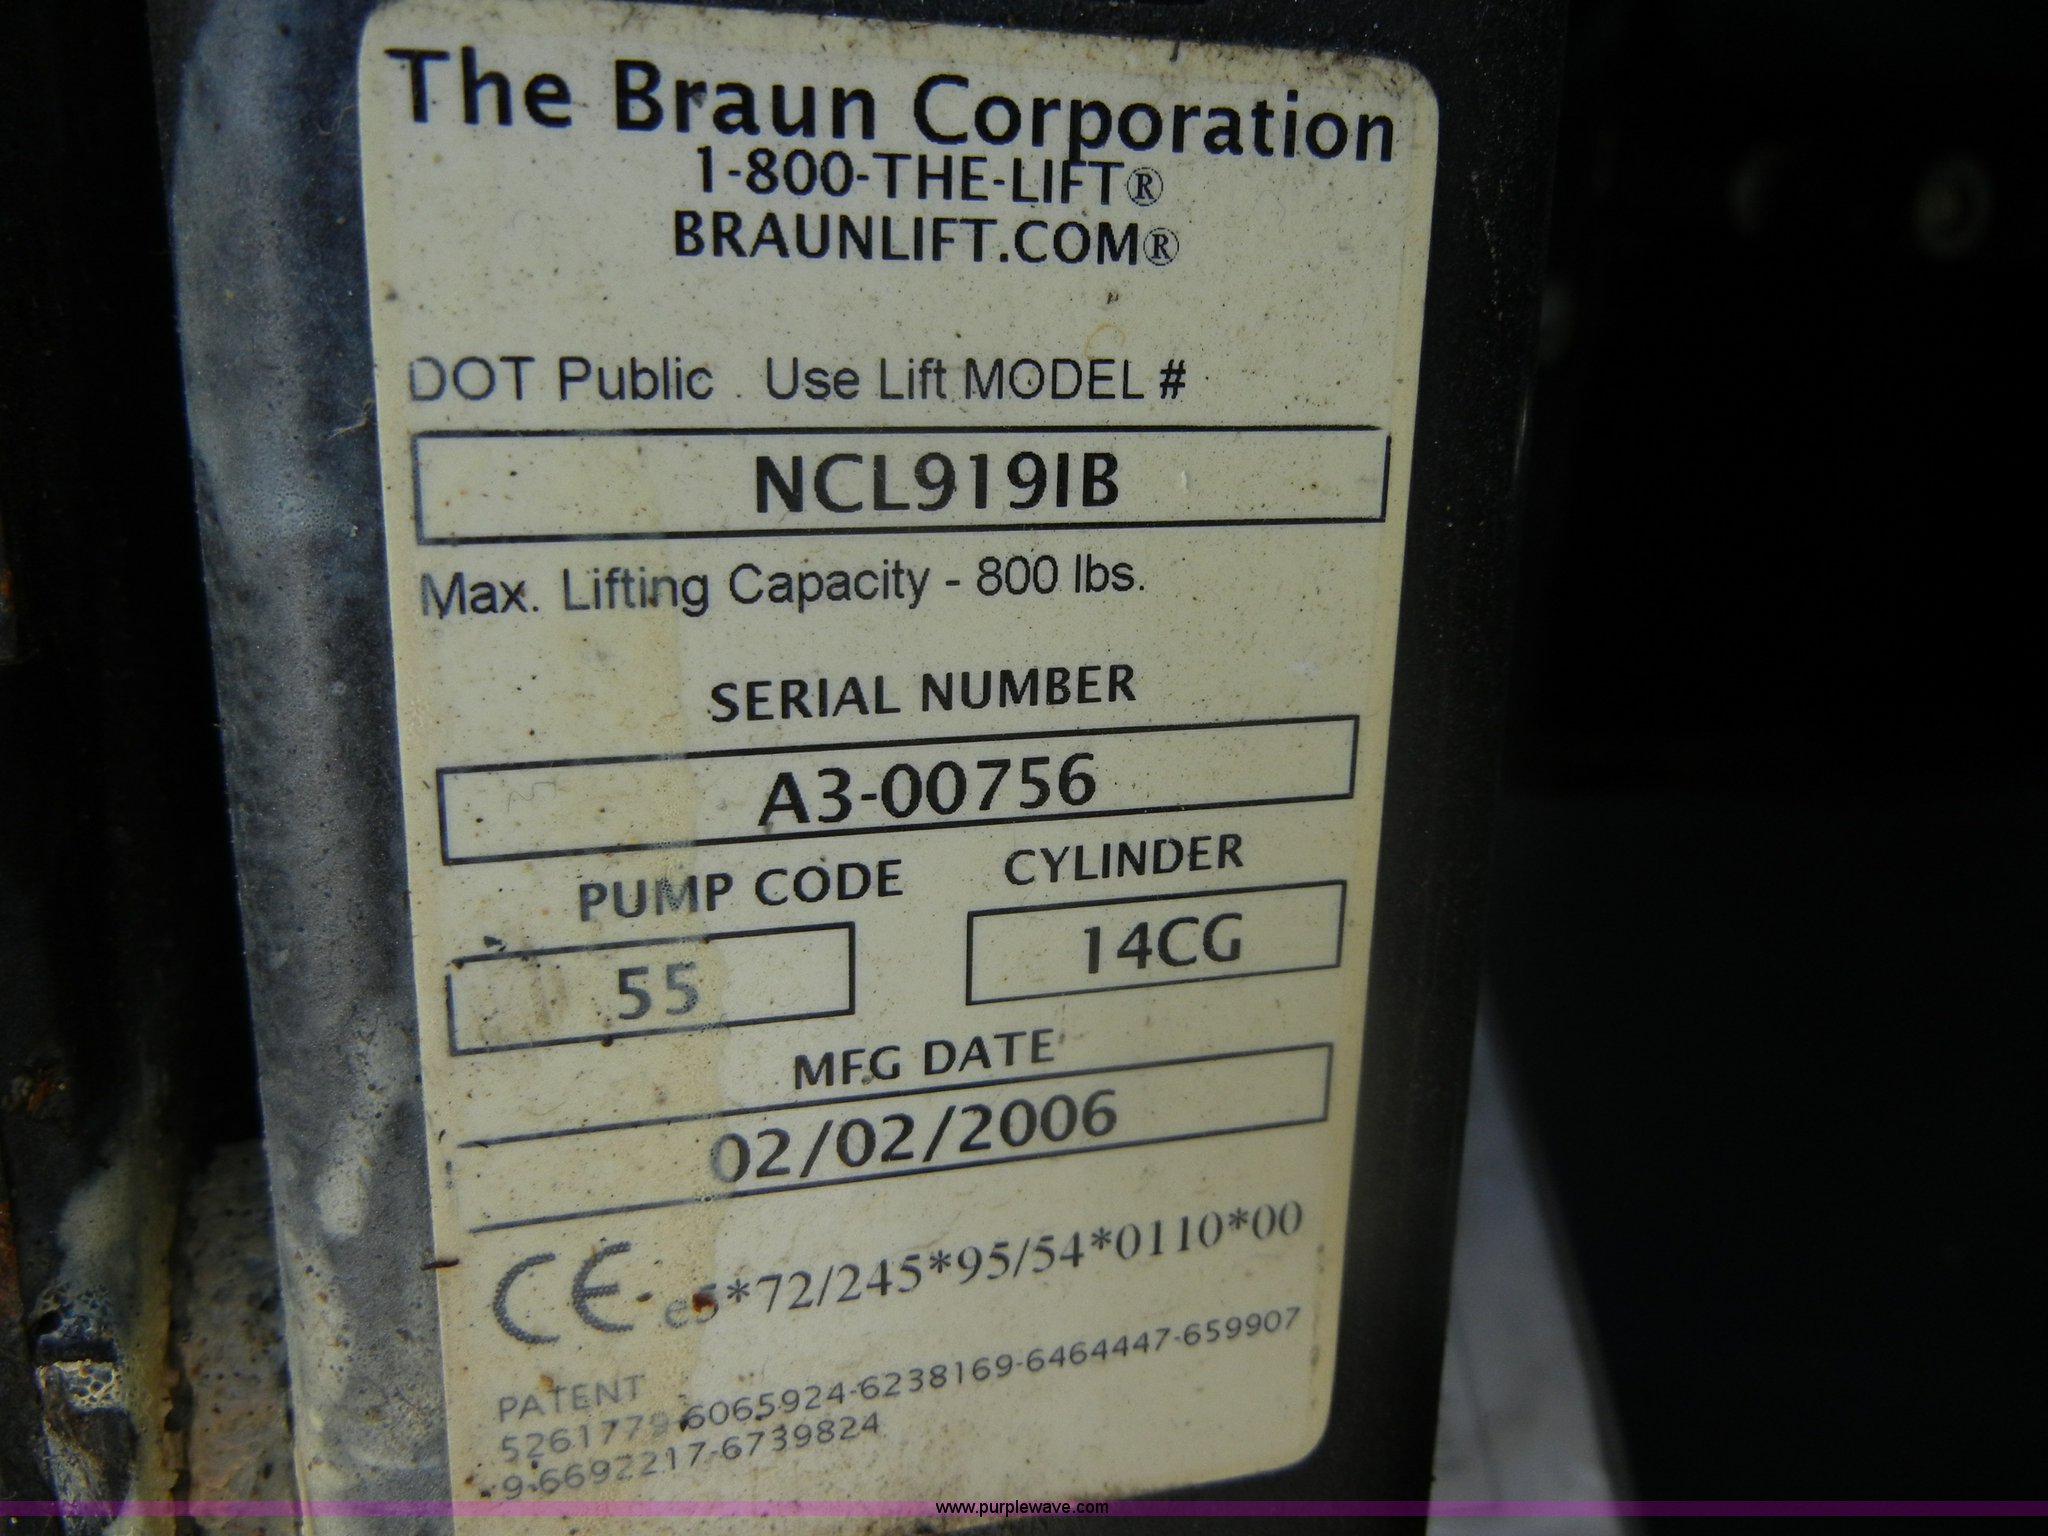 The Braun Corporation
1-800-THE-LIFT®
BRAUNLIFT.COM®
DOT Public Use Lift MODEL #
NCL919IB
Max. Lifting Capacity - 800 lbs.
SERIAL NUMBER
A3-00756
PUMP CODE CYLINDER
55 14CG
MFG DATE
02/02/2006
CE e5*72/245*95/54*0110*00
PATENT
5261779-6065924-6238169-6464447-659907
9-6692217-6739824
www.purplewave.com